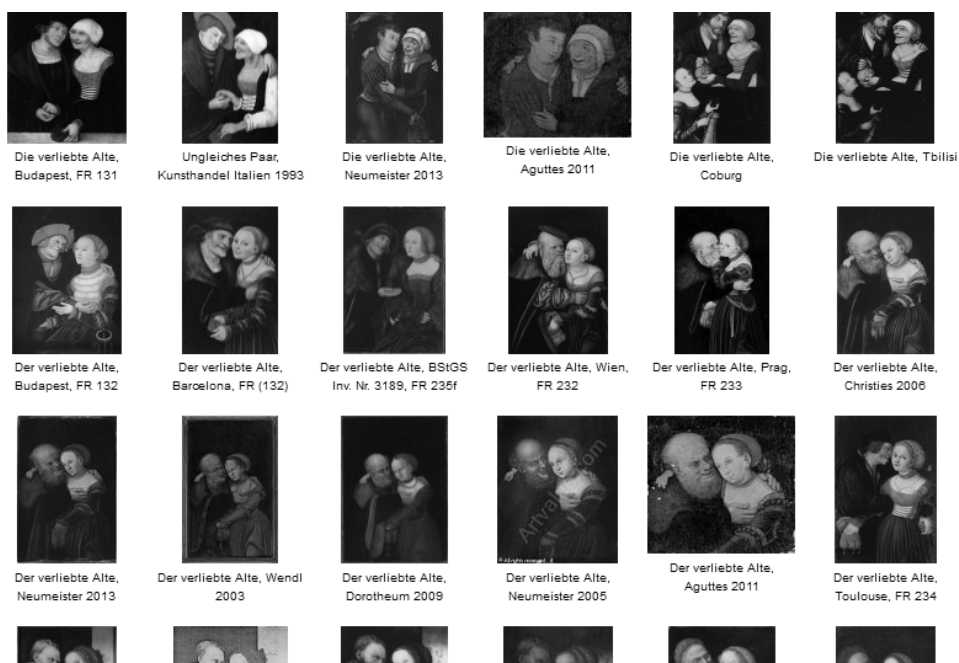 Die verliebte Alte,
Budapest, FR 131
Ungleiches Paar,
Kunsthandel Italien 1993
Die verliebte Alte,
Neumeister 2013
Die verliebte Alte,
Aguttes 2011
Die verliebte Alte,
Coburg
Die verliebte Alte, Tbilisi
Der verliebte Alte,
Budapest, FR 132
Der verliebte Alte,
Barcelona, FR (132)
Der verliebte Alte, BStGS
Inv. Nr. 3189, FR 235f
Der verliebte Alte, Wien,
FR 232
Der verliebte Alte, Prag,
FR 233
Der verliebte Alte,
Christies 2006
Der verliebte Alte,
Neumeister 2013
Der verliebte Alte, Wendl
2003
Der verliebte Alte,
Dorotheum 2009
Artvalue.com
© All rights reserved
Der verliebte Alte,
Neumeister 2005
Der verliebte Alte,
Aguttes 2011
Der verliebte Alte,
Toulouse, FR 234